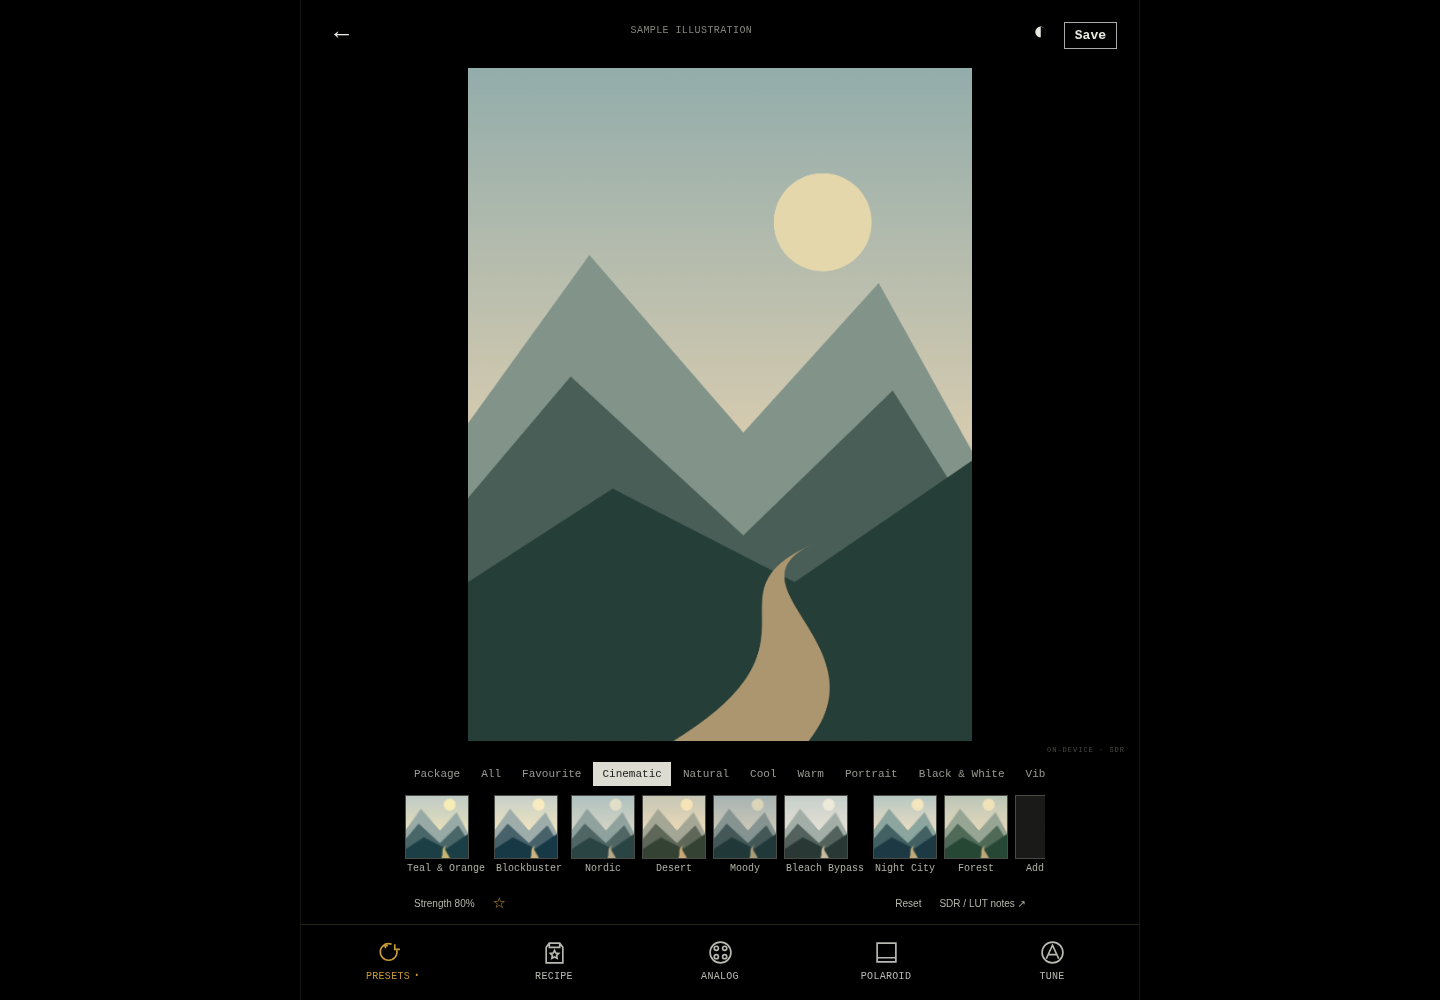 ←
SAMPLE ILLUSTRATION
Save
ON-DEVICE · SDR
Package All Favourite Cinematic Natural Cool Warm Portrait Black & White Vib
Teal & Orange Blockbuster Nordic Desert Moody Bleach Bypass Night City Forest Add
Strength 80% ☆ Reset SDR / LUT notes ↗
PRESETS • RECIPE ANALOG POLAROID TUNE